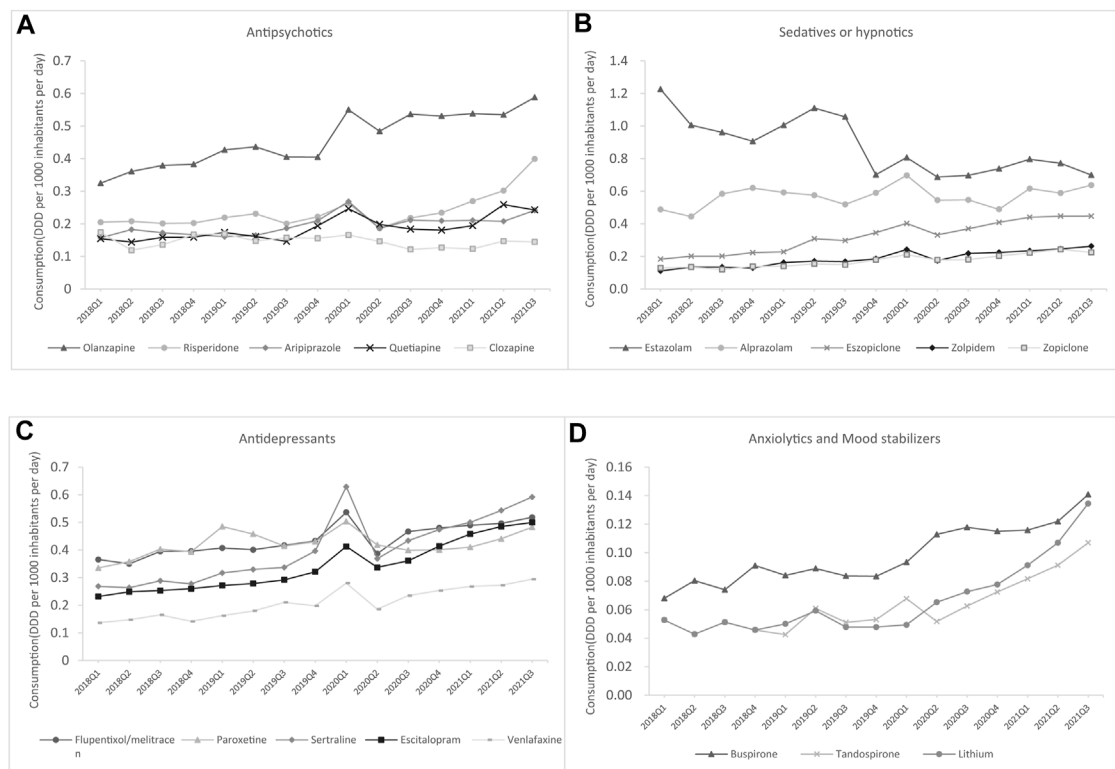 A
Antipsychotics
Consumption(DDD per 1000 inhabitants per day)
0.7
0.6
0.5
0.4
0.3
0.2
0.1
0
2018Q1 2018Q2 2018Q3 2018Q4 2019Q1 2019Q2 2019Q3 2019Q4 2020Q1 2020Q2 2020Q3 2020Q4 2021Q1 2021Q2 2021Q3
Olanzapine Risperidone Aripiprazole Quetiapine Clozapine
B
Sedatives or hypnotics
Consumption(DDD per 1000 inhabitants per day)
1.4
1.2
1.0
0.8
0.6
0.4
0.2
0.0
2018Q1 2018Q2 2018Q3 2018Q4 2019Q1 2019Q2 2019Q3 2019Q4 2020Q1 2020Q2 2020Q3 2020Q4 2021Q1 2021Q2 2021Q3
Estazolam Alprazolam Eszopiclone Zolpidem Zopiclone
C
Antidepressants
Consumption(DDD per 1000 inhabitants per day)
0.7
0.6
0.5
0.4
0.3
0.2
0.1
0
2018Q1 2018Q2 2018Q3 2018Q4 2019Q1 2019Q2 2019Q3 2019Q4 2020Q1 2020Q2 2020Q3 2020Q4 2021Q1 2021Q2 2021Q3
Flupentixol/melitrace Paroxetine Sertraline Escitalopram Venlafaxine
n
D
Anxiolytics and Mood stabilizers
Consumption(DDD per 1000 inhabitants per day)
0.16
0.14
0.12
0.10
0.08
0.06
0.04
0.02
0.00
2018Q1 2018Q2 2018Q3 2018Q4 2019Q1 2019Q2 2019Q3 2019Q4 2020Q1 2020Q2 2020Q3 2020Q4 2021Q1 2021Q2 2021Q3
Buspirone Tandospirone Lithium